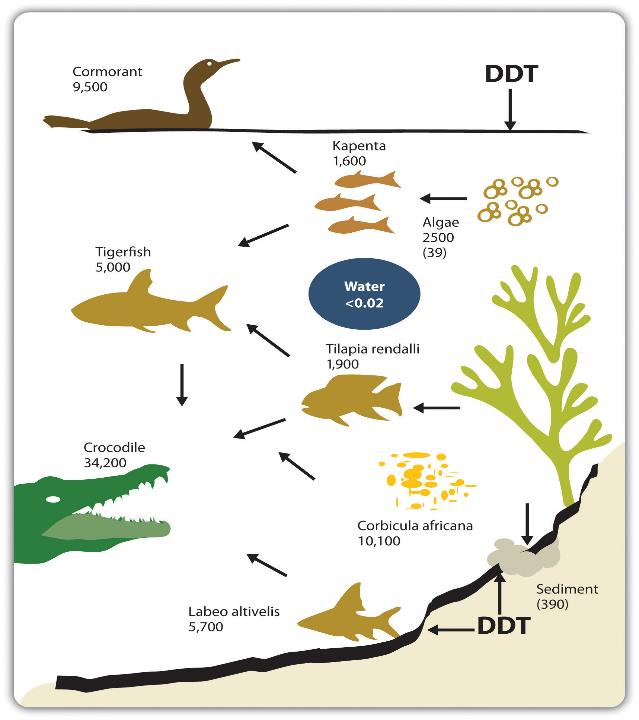 Cormorant
9,500
DDT
Kapenta
1,600
Algae
2500
(39)
Tigerfish
5,000
Water
<0.02
Tilapia rendalli
1,900
Crocodile
34,200
Corbicula africana
10,100
Sediment
(390)
Labeo altivelis
5,700
DDT